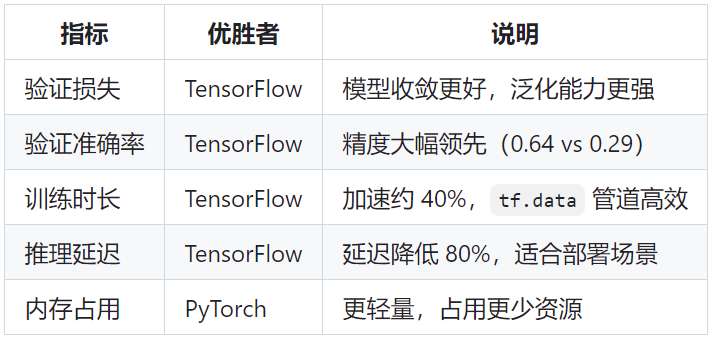 指标 优胜者 说明
验证损失 TensorFlow 模型收敛更好，泛化能力更强
验证准确率 TensorFlow 精度大幅领先（0.64 vs 0.29）
训练时长 TensorFlow 加速约 40%，tf.data 管道高效
推理延迟 TensorFlow 延迟降低 80%，适合部署场景
内存占用 PyTorch 更轻量，占用更少资源